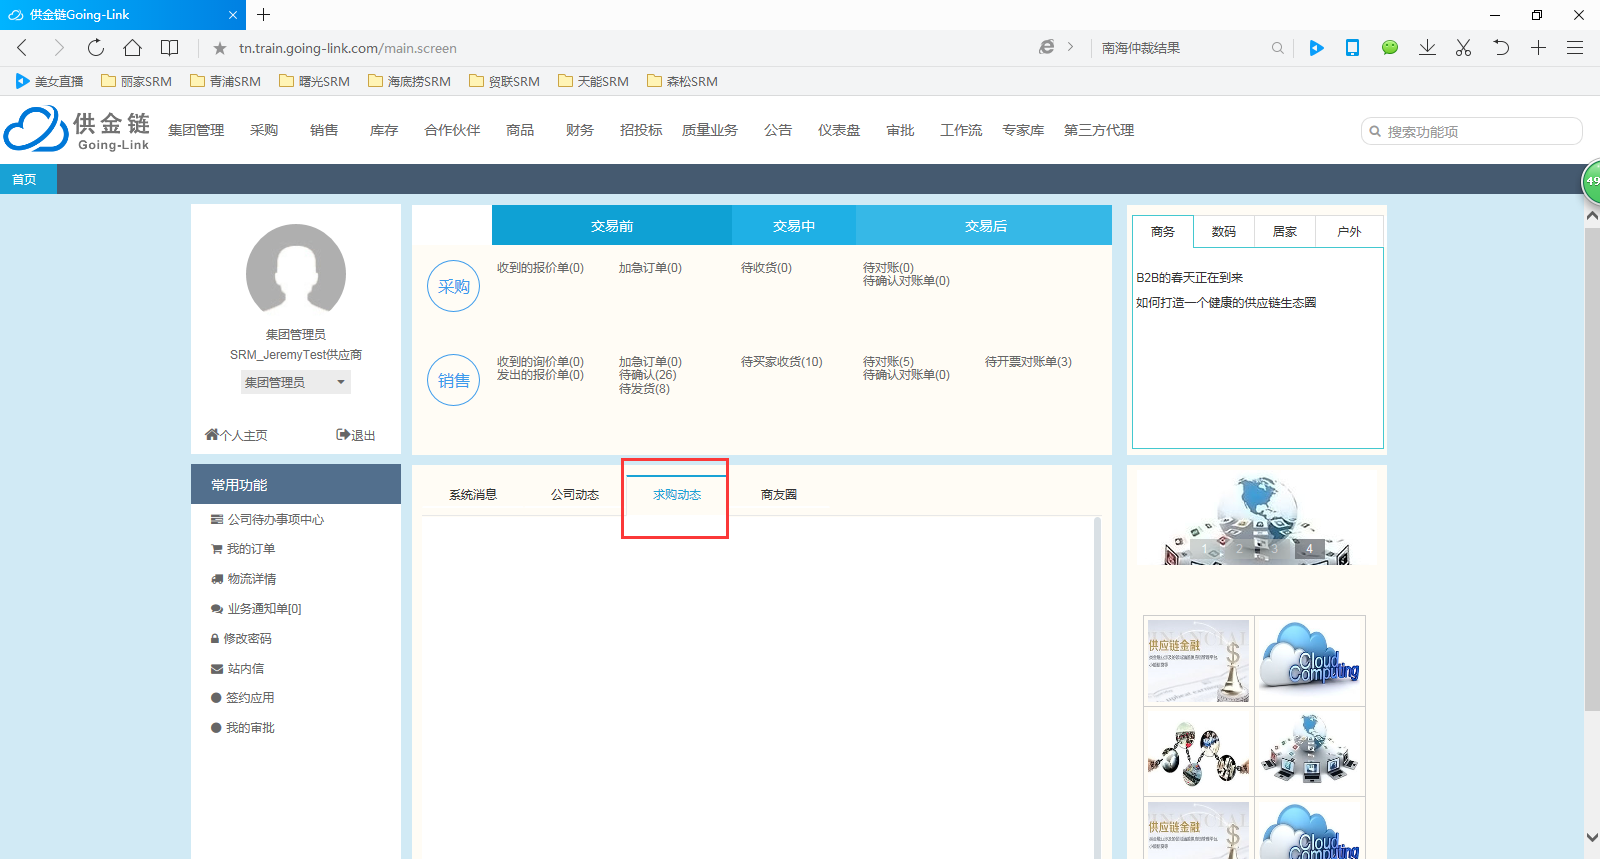 供金链Going-Link
tn.train.going-link.com/main.screen
南海仲裁结果
美女直播 丽家SRM 青浦SRM 曙光SRM 海底捞SRM 贸联SRM 天能SRM 森松SRM
供金链
Going-Link
集团管理 采购 销售 库存 合作伙伴 商品 财务 招投标 质量业务 公告 仪表盘 审批 工作流 专家库 第三方代理
搜索功能项
首页
49
集团管理员
SRM_JeremyTest供应商
集团管理员
个人主页 退出
交易前 交易中 交易后
采购
收到的报价单(0) 加急订单(0) 待收货(0) 待对账(0)
待确认对账单(0)
销售
收到的询价单(0) 加急订单(0) 待买家收货(10) 待对账(5) 待开票对账单(3)
发出的报价单(0) 待确认(26) 待确认对账单(0)
待发货(8)
商务 数码 居家 户外
B2B的春天正在到来
如何打造一个健康的供应链生态圈
常用功能
公司待办事项中心
我的订单
物流详情
业务通知单[0]
修改密码
站内信
签约应用
我的审批
系统消息 公司动态 求购动态 商友圈
1 2 3 4
供应链金融
Cloud
Computing
供应链金融
Cloud
Computing